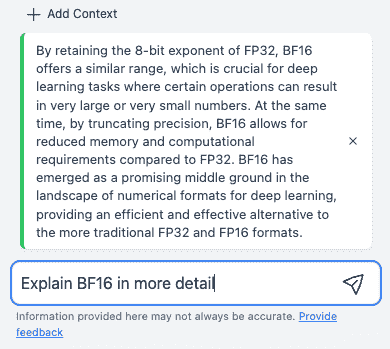 Add Context
By retaining the 8-bit exponent of FP32, BF16
offers a similar range, which is crucial for deep
learning tasks where certain operations can result
in very large or very small numbers. At the same
time, by truncating precision, BF16 allows for
reduced memory and computational
requirements compared to FP32. BF16 has
emerged as a promising middle ground in the
landscape of numerical formats for deep learning,
providing an efficient and effective alternative to
the more traditional FP32 and FP16 formats.
Explain BF16 in more detail
Information provided here may not always be accurate. Provide
feedback